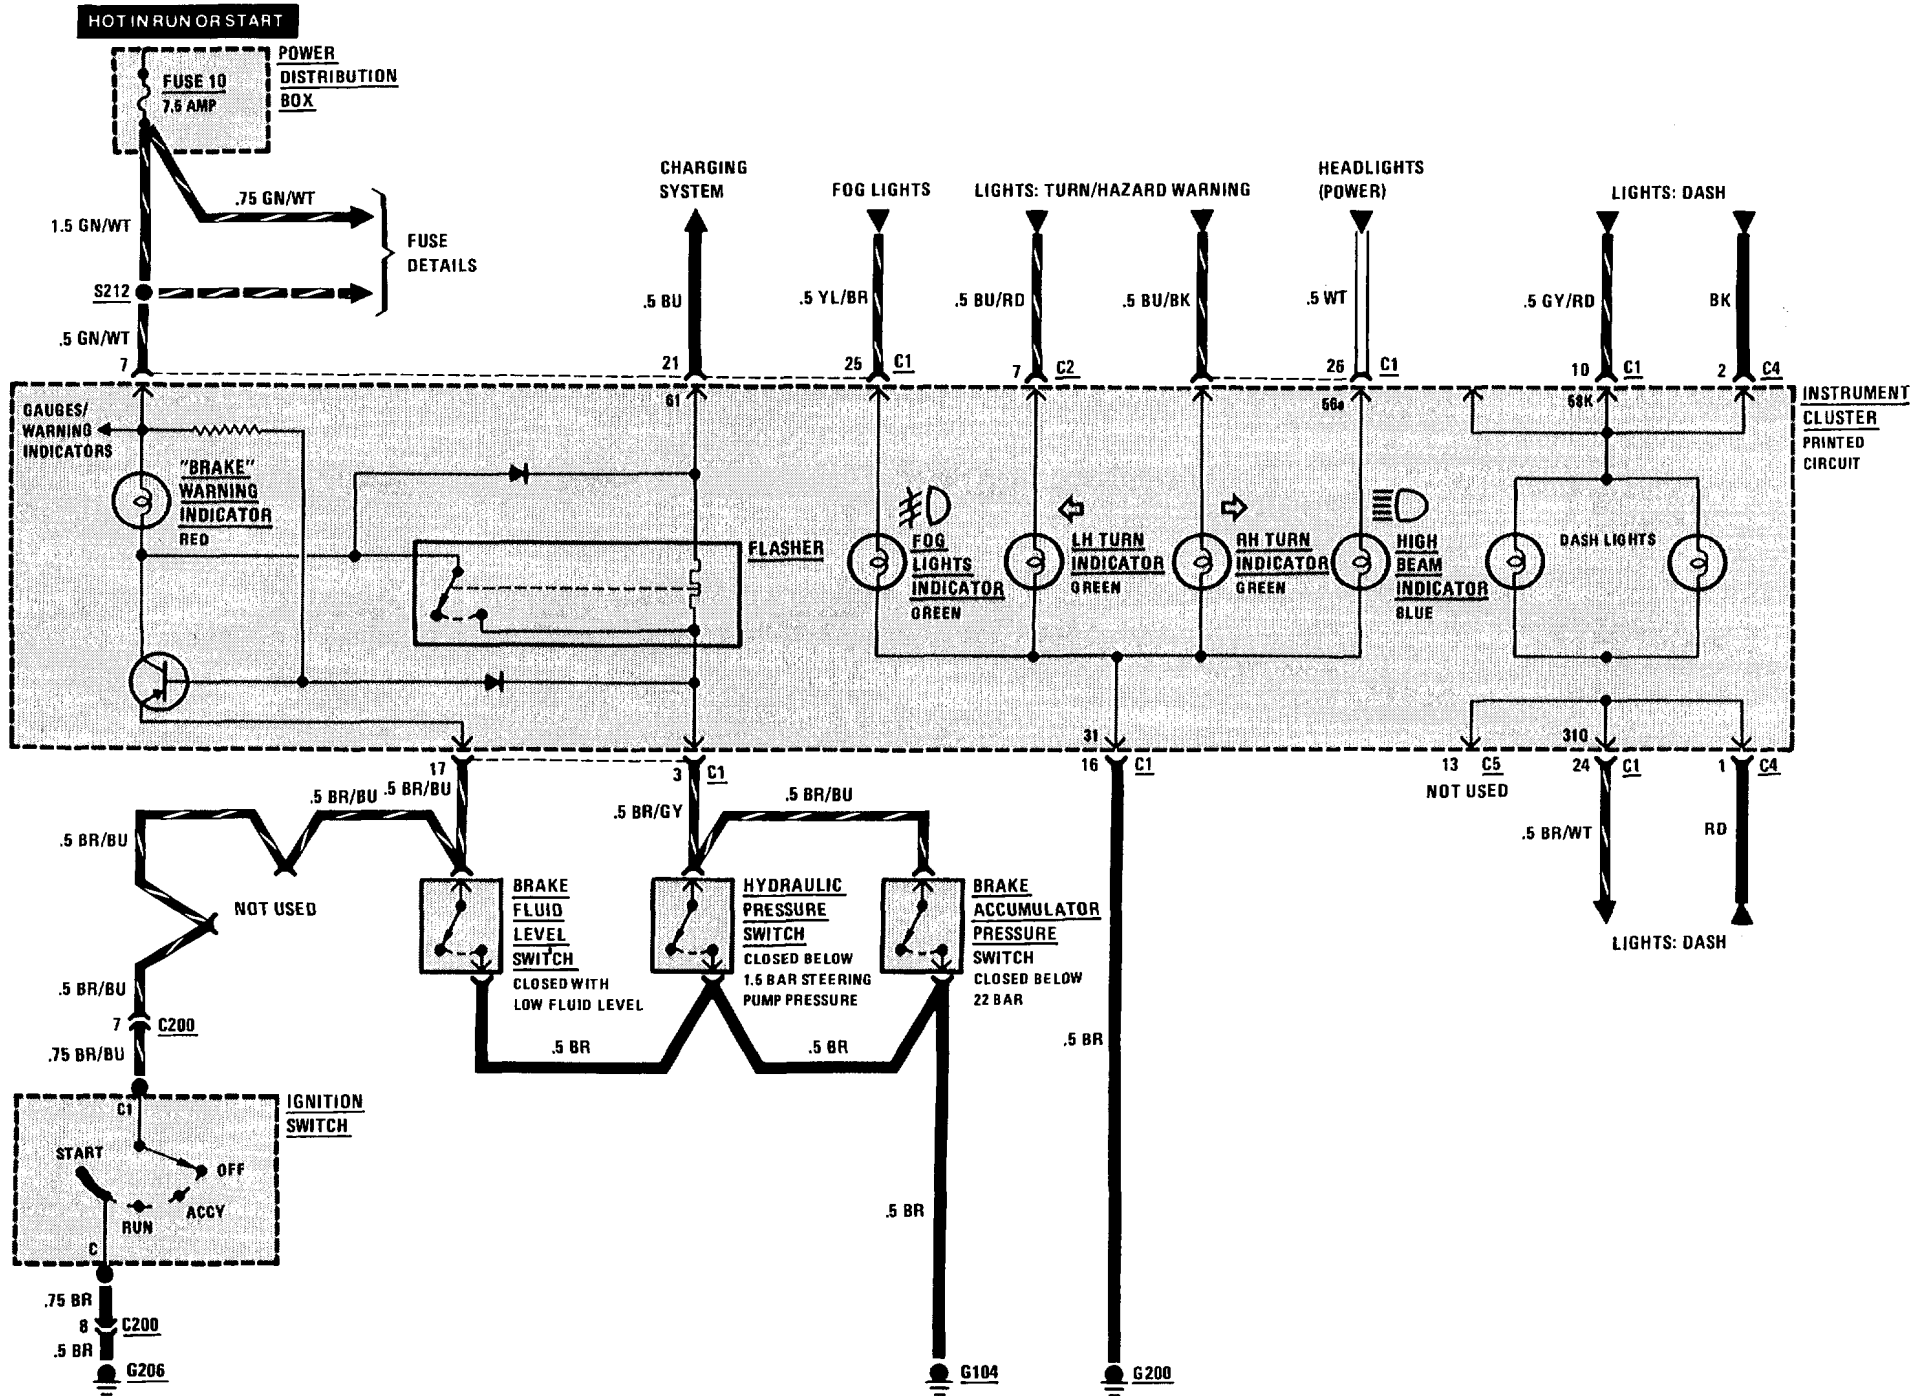 HOT IN RUN OR START
POWER
DISTRIBUTION
BOX
FUSE 10
7.5 AMP
.75 GN/WT
1.5 GN/WT
FUSE
DETAILS
S212
.5 GN/WT
7
CHARGING
SYSTEM
.5 BU
21
FOG LIGHTS
.5 YL/BR
25
C1
LIGHTS: TURN/HAZARD WARNING
.5 BU/RD
7
C2
.5 BU/BK
HEADLIGHTS
(POWER)
.5 WT
26
C1
LIGHTS: DASH
.5 GY/RD
10
C1
BK
2
C4
INSTRUMENT
CLUSTER
PRINTED
CIRCUIT
GAUGES/
WARNING
INDICATORS
"BRAKE"
WARNING
INDICATOR
RED
61
FLASHER
FOG
LIGHTS
INDICATOR
GREEN
LH TURN
INDICATOR
GREEN
RH TURN
INDICATOR
GREEN
56a
HIGH
BEAM
INDICATOR
BLUE
58K
DASH LIGHTS
31
310
17
3
C1
16
C1
13
C5
NOT USED
24
C1
1
C4
.5 BR/BU
.5 BR/BU
.5 BR/BU
NOT USED
.5 BR/BU
7
C200
.75 BR/BU
.5 BR/GY
.5 BR/BU
BRAKE
FLUID
LEVEL
SWITCH
CLOSED WITH
LOW FLUID LEVEL
HYDRAULIC
PRESSURE
SWITCH
CLOSED BELOW
1.5 BAR STEERING
PUMP PRESSURE
BRAKE
ACCUMULATOR
PRESSURE
SWITCH
CLOSED BELOW
22 BAR
.5 BR/WT
RD
LIGHTS: DASH
.5 BR
.5 BR
.5 BR
.5 BR
IGNITION
SWITCH
C1
START
OFF
ACCY
RUN
C
.75 BR
8
C200
.5 BR
G206
G104
G200